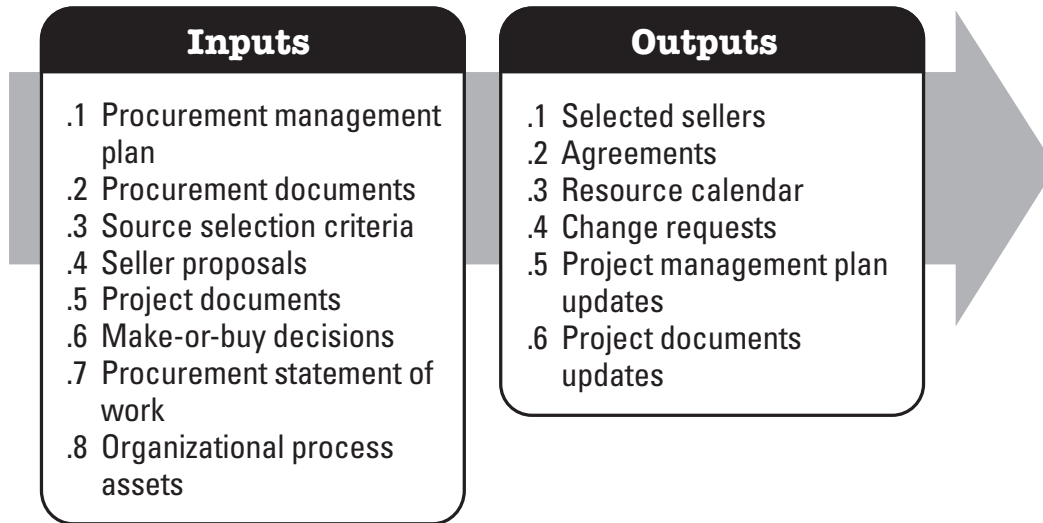 Inputs
.1 Procurement management
plan
.2 Procurement documents
.3 Source selection criteria
.4 Seller proposals
.5 Project documents
.6 Make-or-buy decisions
.7 Procurement statement of
work
.8 Organizational process
assets
Outputs
.1 Selected sellers
.2 Agreements
.3 Resource calendar
.4 Change requests
.5 Project management plan
updates
.6 Project documents
updates